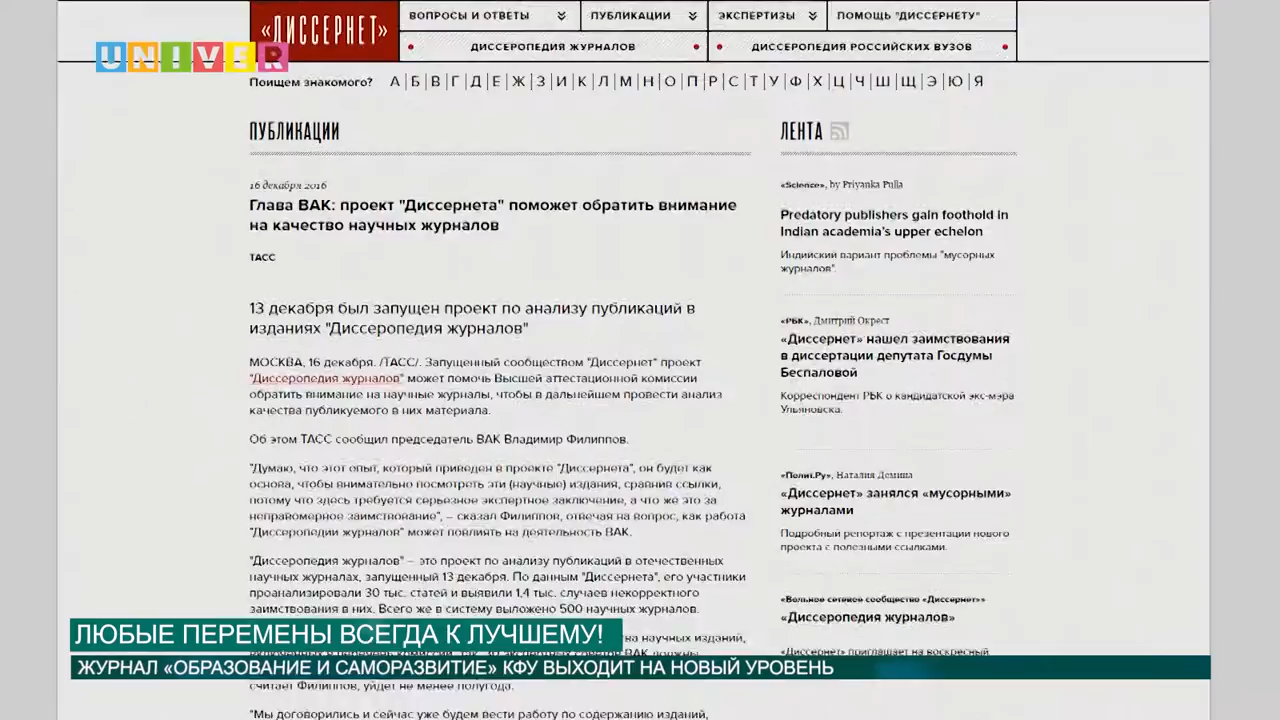 «ДИССЕРНЕТ»
ВОПРОСЫ И ОТВЕТЫ
ПУБЛИКАЦИИ
ЭКСПЕРТИЗЫ
ПОМОЩЬ "ДИССЕРНЕТУ"
ДИССЕРОПЕДИЯ ЖУРНАЛОВ
ДИССЕРОПЕДИЯ РОССИЙСКИХ ВУЗОВ
UNIVER
Поищем знакомого? А Б В Г Д Е Ж З И К Л М Н О П Р С Т У Ф Х Ц Ч Ш Щ Э Ю Я
ПУБЛИКАЦИИ
16 декабря 2016
Глава ВАК: проект "Диссернета" поможет обратить внимание
на качество научных журналов
ТАСС
13 декабря был запущен проект по анализу публикаций в
изданиях "Диссеропедия журналов"
МОСКВА, 16 декабря. /ТАСС/. Запущенный сообществом "Диссернет" проект
"Диссеропедия журналов" может помочь Высшей аттестационной комиссии
обратить внимание на научные журналы, чтобы в дальнейшем провести анализ
качества публикуемого в них материала.
Об этом ТАСС сообщил председатель ВАК Владимир Филиппов.
"Думаю, что этот опыт, который приведен в проекте "Диссернета", он будет как
основа, чтобы внимательно посмотреть эти (научные) издания, сравнив ссылки,
потому что здесь требуется серьезное экспертное заключение, а что же это за
неправомерное заимствование", – сказал Филиппов, отвечая на вопрос, как работа
"Диссеропедии журналов" может повлиять на деятельность ВАК.
"Диссеропедия журналов" – это проект по анализу публикаций в отечественных
научных журналах, запущенный 13 декабря. По данным "Диссернета", его участники
проанализировали 30 тыс. статей и выявили 1,4 тыс. случаев некорректного
заимствования в них. Всего же в систему выложено 500 научных журналов.
научных изданий,
считает Филиппов, уйдет не менее полугода.
"Мы договорились и сейчас уже будем вести работу по содержанию изданий,
ЛЕНТА
«Science», by Priyanka Pulla
Predatory publishers gain foothold in
Indian academia's upper echelon
Индийский вариант проблемы "мусорных
журналов".
«РБК», Дмитрий Окрест
«Диссернет» нашел заимствования
в диссертации депутата Госдумы
Беспаловой
Корреспондент РБК о кандидатской экс-мэра
Ульяновска.
«Полит.Ру», Наталия Демина
«Диссернет» занялся «мусорными»
журналами
Подробный репортаж с презентации нового
проекта с полезными ссылками.
«Вольное сетевое сообщество «Диссернет»»
«Диссеропедия журналов»
«Диссернет» приглашает на воскресный
ЛЮБЫЕ ПЕРЕМЕНЫ ВСЕГДА К ЛУЧШЕМУ!
ЖУРНАЛ «ОБРАЗОВАНИЕ И САМОРАЗВИТИЕ» КФУ ВЫХОДИТ НА НОВЫЙ УРОВЕНЬ